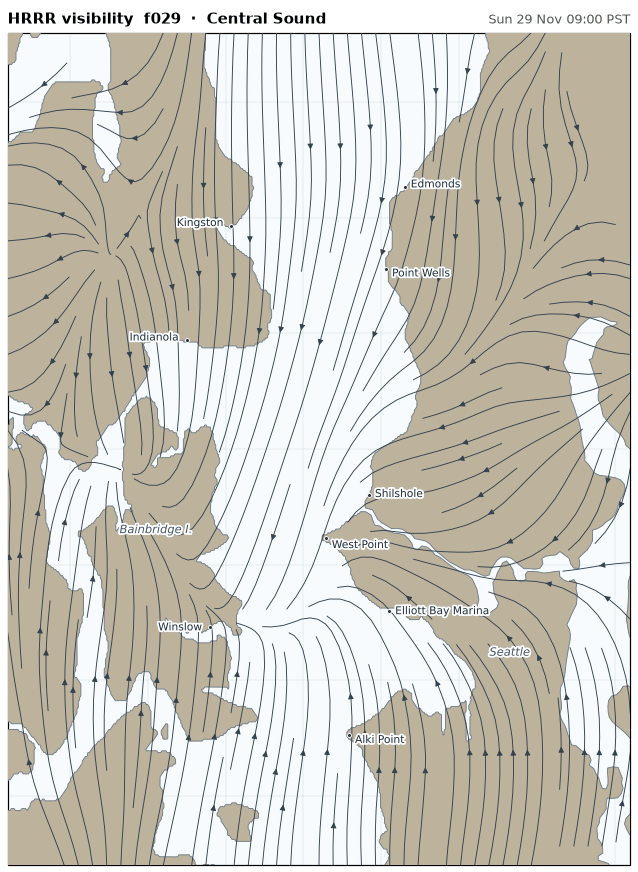 HRRR visibility f029 · Central Sound
Sun 29 Nov 09:00 PST
Edmonds
Kingston
Point Wells
Indianola
Shilshole
Bainbridge I.
West Point
Elliott Bay Marina
Winslow
Seattle
Alki Point